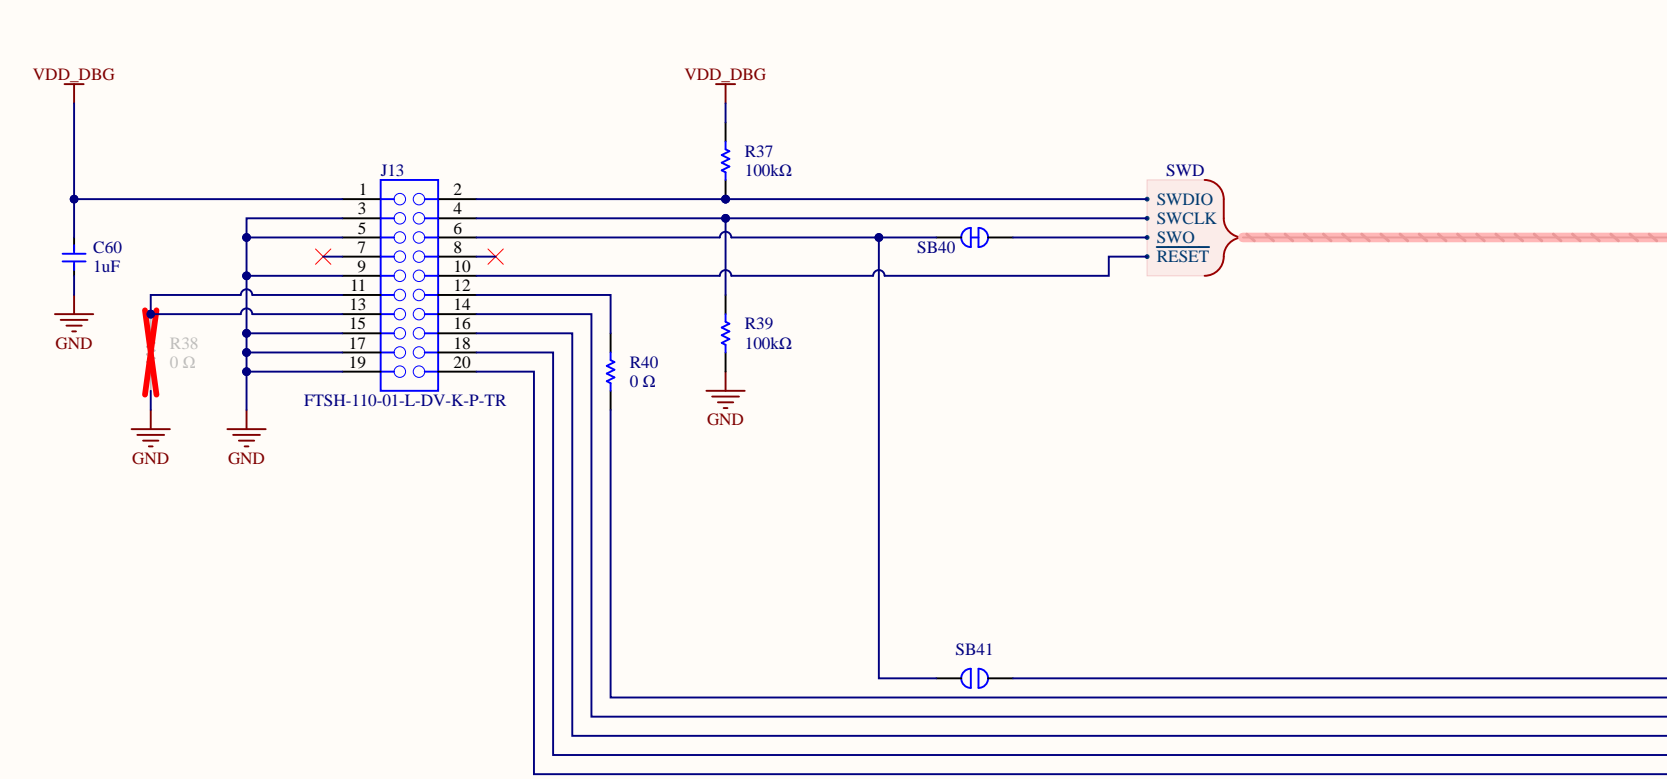 VDD_DBG
VDD_DBG
R37
100kΩ
J13
SWD
1
2
SWDIO
3
4
SWCLK
5
6
SWO
SB40
C60
1uF
7
8
RESET
9
10
11
12
13
14
15
16
17
18
19
20
GND
R38
0 Ω
R39
100kΩ
R40
0 Ω
FTSH-110-01-L-DV-K-P-TR
GND
GND
GND
SB41